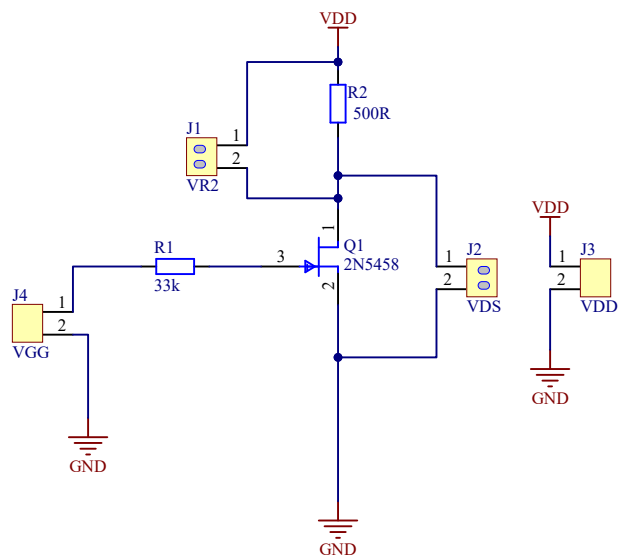 VDD
R2
500R
J1
1
2
VR2
1
Q1
2N5458
3
2
R1
33k
J4
1
2
VGG
GND
J2
1
2
VDS
VDD
J3
1
2
VDD
GND
GND